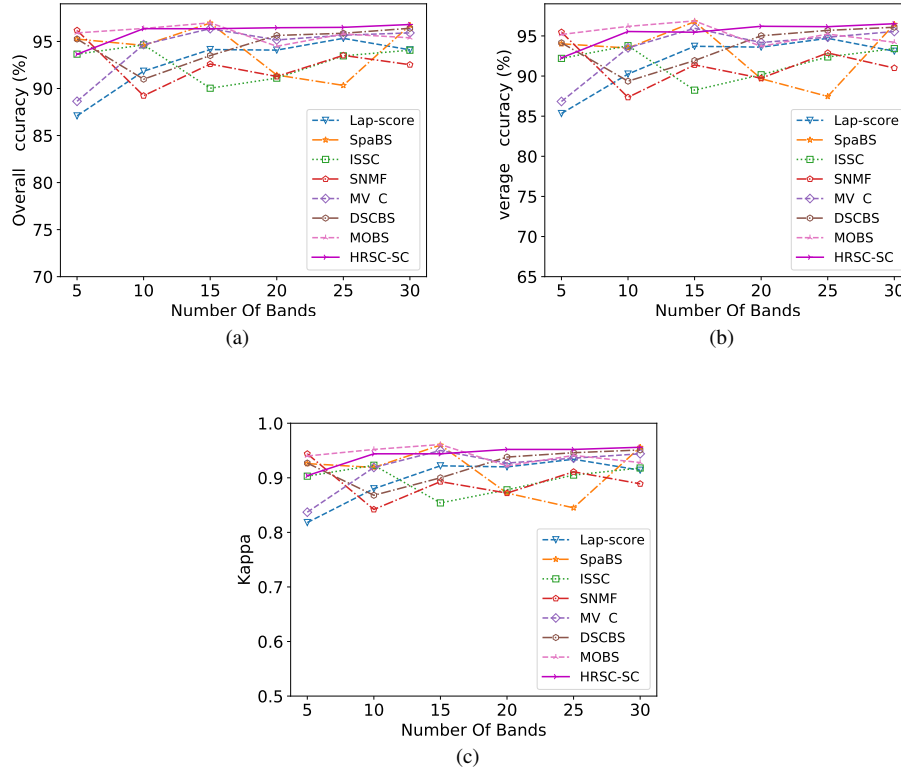 Overall ccuracy (%)
95
90
85
80
75
70
5 10 15 20 25 30
Number Of Bands
Lap-score
SpaBS
ISSC
SNMF
MV C
DSCBS
MOBS
HRSC-SC
(a)
verage ccuracy (%)
95
90
85
80
75
70
65
5 10 15 20 25 30
Number Of Bands
Lap-score
SpaBS
ISSC
SNMF
MV C
DSCBS
MOBS
HRSC-SC
(b)
Kappa
1.0
0.9
0.8
0.7
0.6
0.5
5 10 15 20 25 30
Number Of Bands
Lap-score
SpaBS
ISSC
SNMF
MV C
DSCBS
MOBS
HRSC-SC
(c)